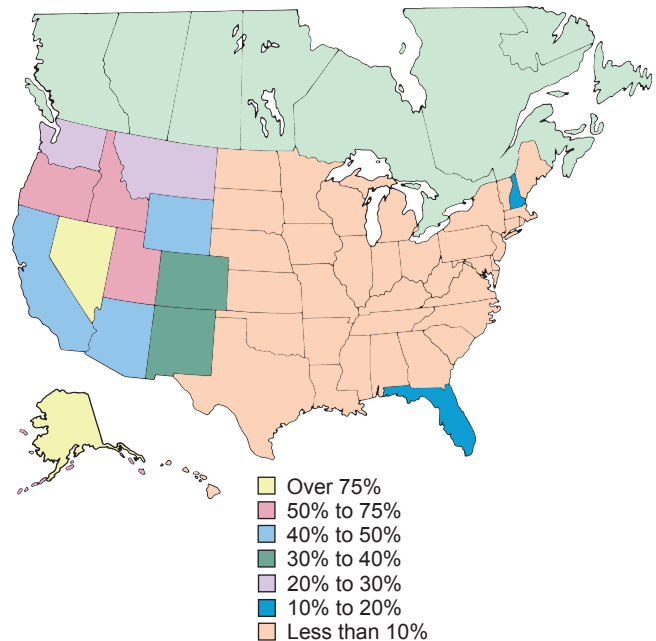 Over 75%
50% to 75%
40% to 50%
30% to 40%
20% to 30%
10% to 20%
Less than 10%